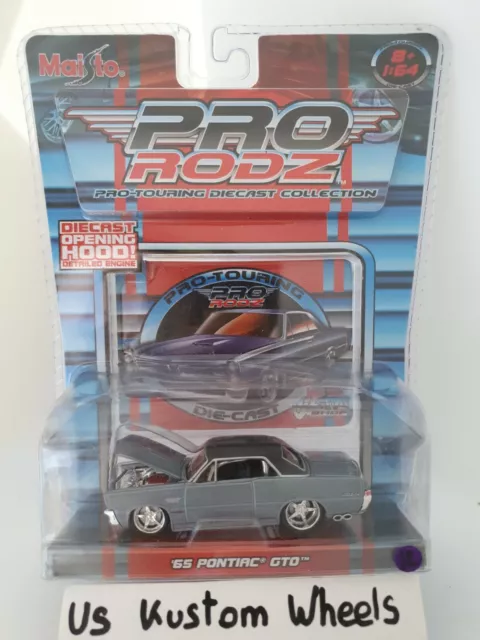 Maisto
8+
1:64
PRO
RODZ™
PRO-TOURING DIECAST COLLECTION
DIECAST
OPENING
HOOD!
DETAILED ENGINE
PRO-TOURING
PRO
RODZ
DIE-CAST
'65 PONTIAC® GTO™
US KUSTOM WHEELS